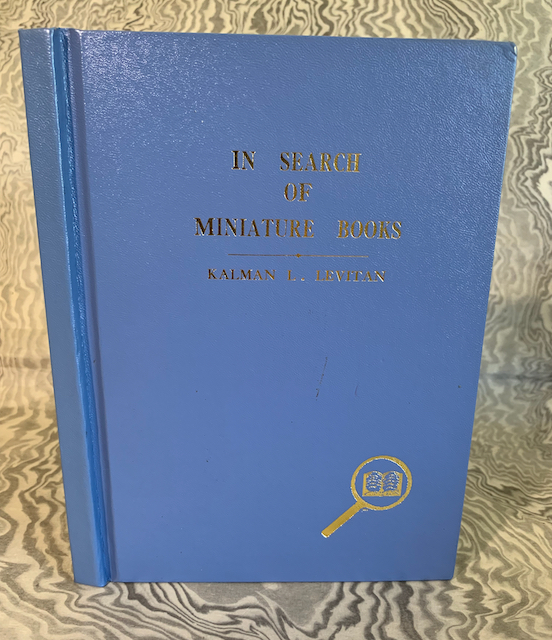 IN SEARCH
OF
MINIATURE BOOKS
KALMAN L. LEVITAN